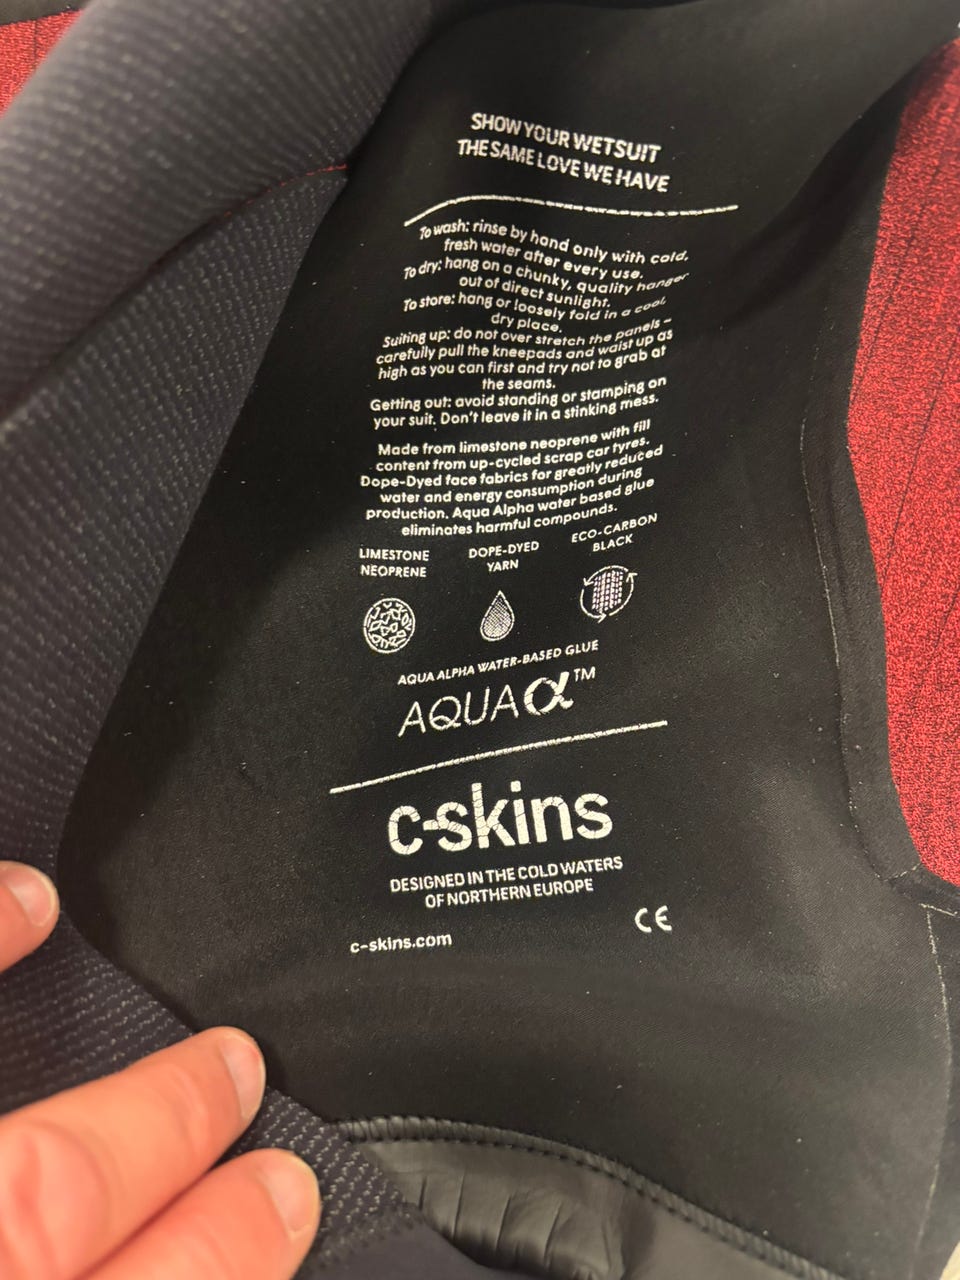 SHOW YOUR WETSUIT
THE SAME LOVE WE HAVE
To wash: rinse by hand only with cold,
fresh water after every use.
To dry: hang on a chunky, quality hanger
out of direct sunlight.
To store: hang or loosely fold in a cool,
dry place.
Suiting up: do not over stretch the panels –
carefully pull the kneepads and waist up as
high as you can first and try not to grab at
the seams.
Getting out: avoid standing or stamping on
your suit. Don't leave it in a stinking mess.
Made from limestone neoprene with fill
content from up-cycled scrap car tyres.
Dope-Dyed face fabrics for greatly reduced
water and energy consumption during
production. Aqua Alpha water based glue
eliminates harmful compounds.
LIMESTONE NEOPRENE
DOPE-DYED YARN
ECO-CARBON BLACK
AQUA ALPHA WATER-BASED GLUE
AQUA α™
c-skins
DESIGNED IN THE COLD WATERS
OF NORTHERN EUROPE
CE
c-skins.com